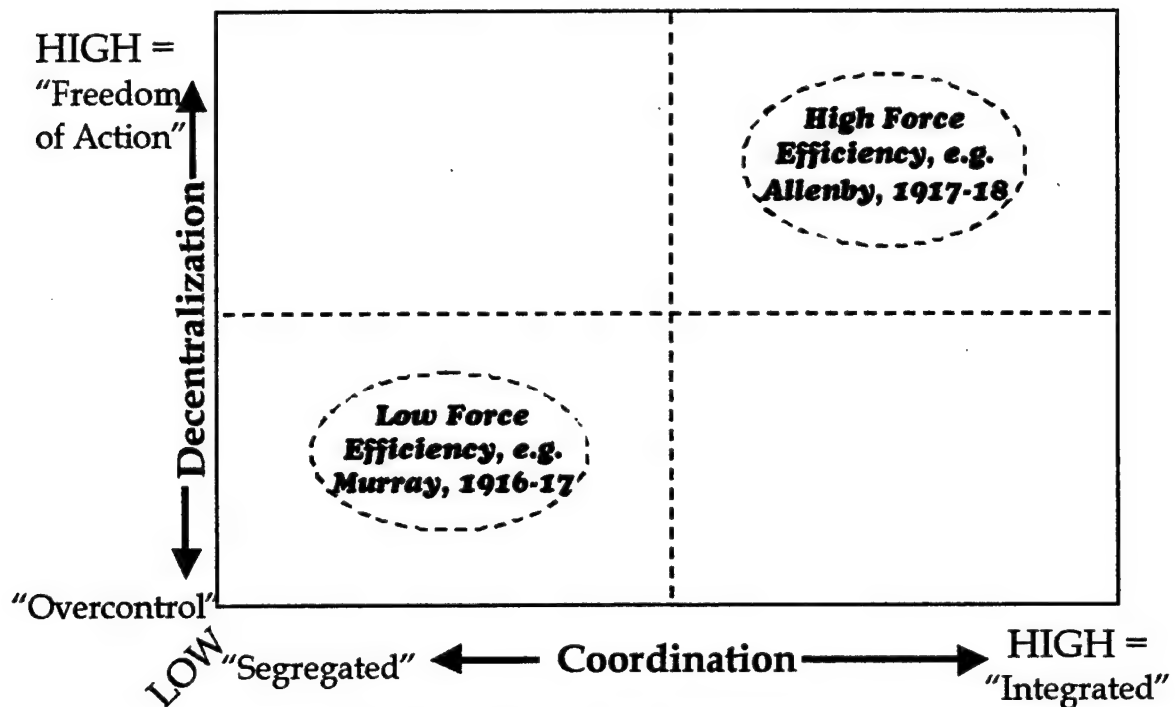 HIGH =
"Freedom
of Action"
Decentralization
"Overcontrol"
High Force
Efficiency, e.g.
Allenby, 1917-18
Low Force
Efficiency, e.g.
Murray, 1916-17
LOW
"Segregated"
Coordination
HIGH =
"Integrated"